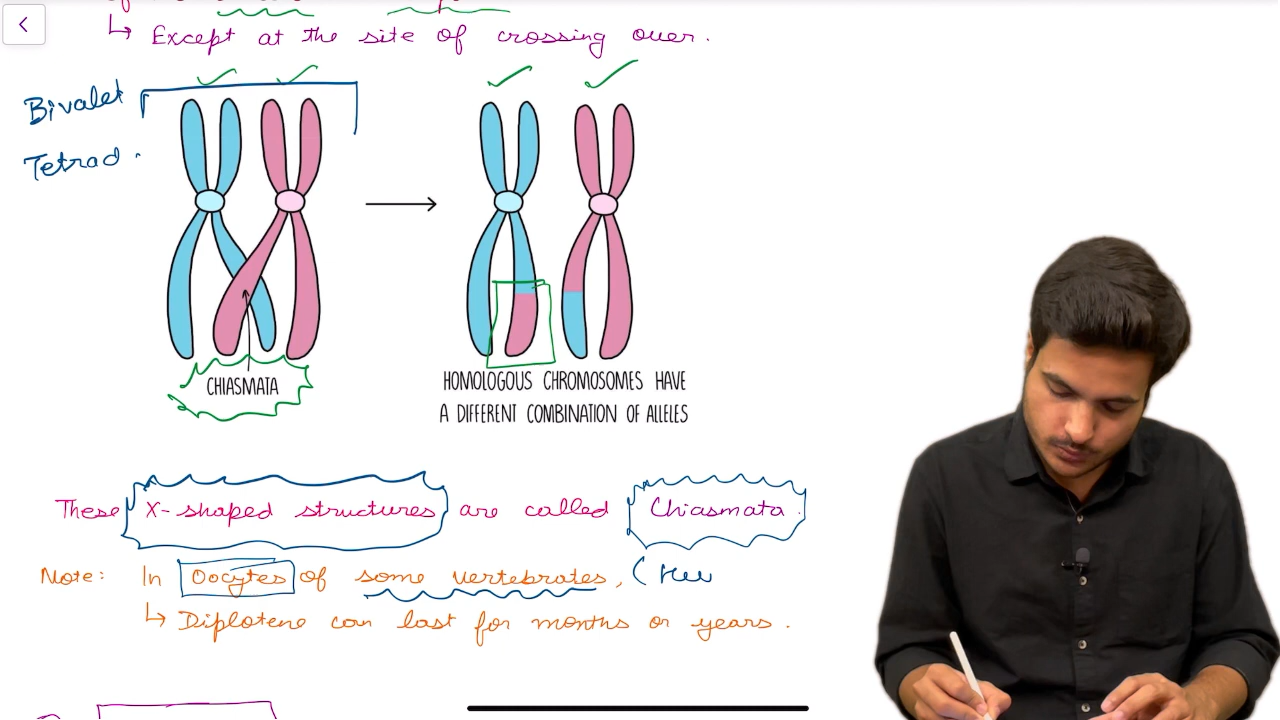 ↳ Except at the site of crossing over.
Bivalet
Tetrad
CHIASMATA
HOMOLOGOUS CHROMOSOMES HAVE
A DIFFERENT COMBINATION OF ALLELES
These X-shaped structures are called Chiasmata.
Note: In Oocytes of some vertebrates, (
↳ Diplotene can last for months or years.